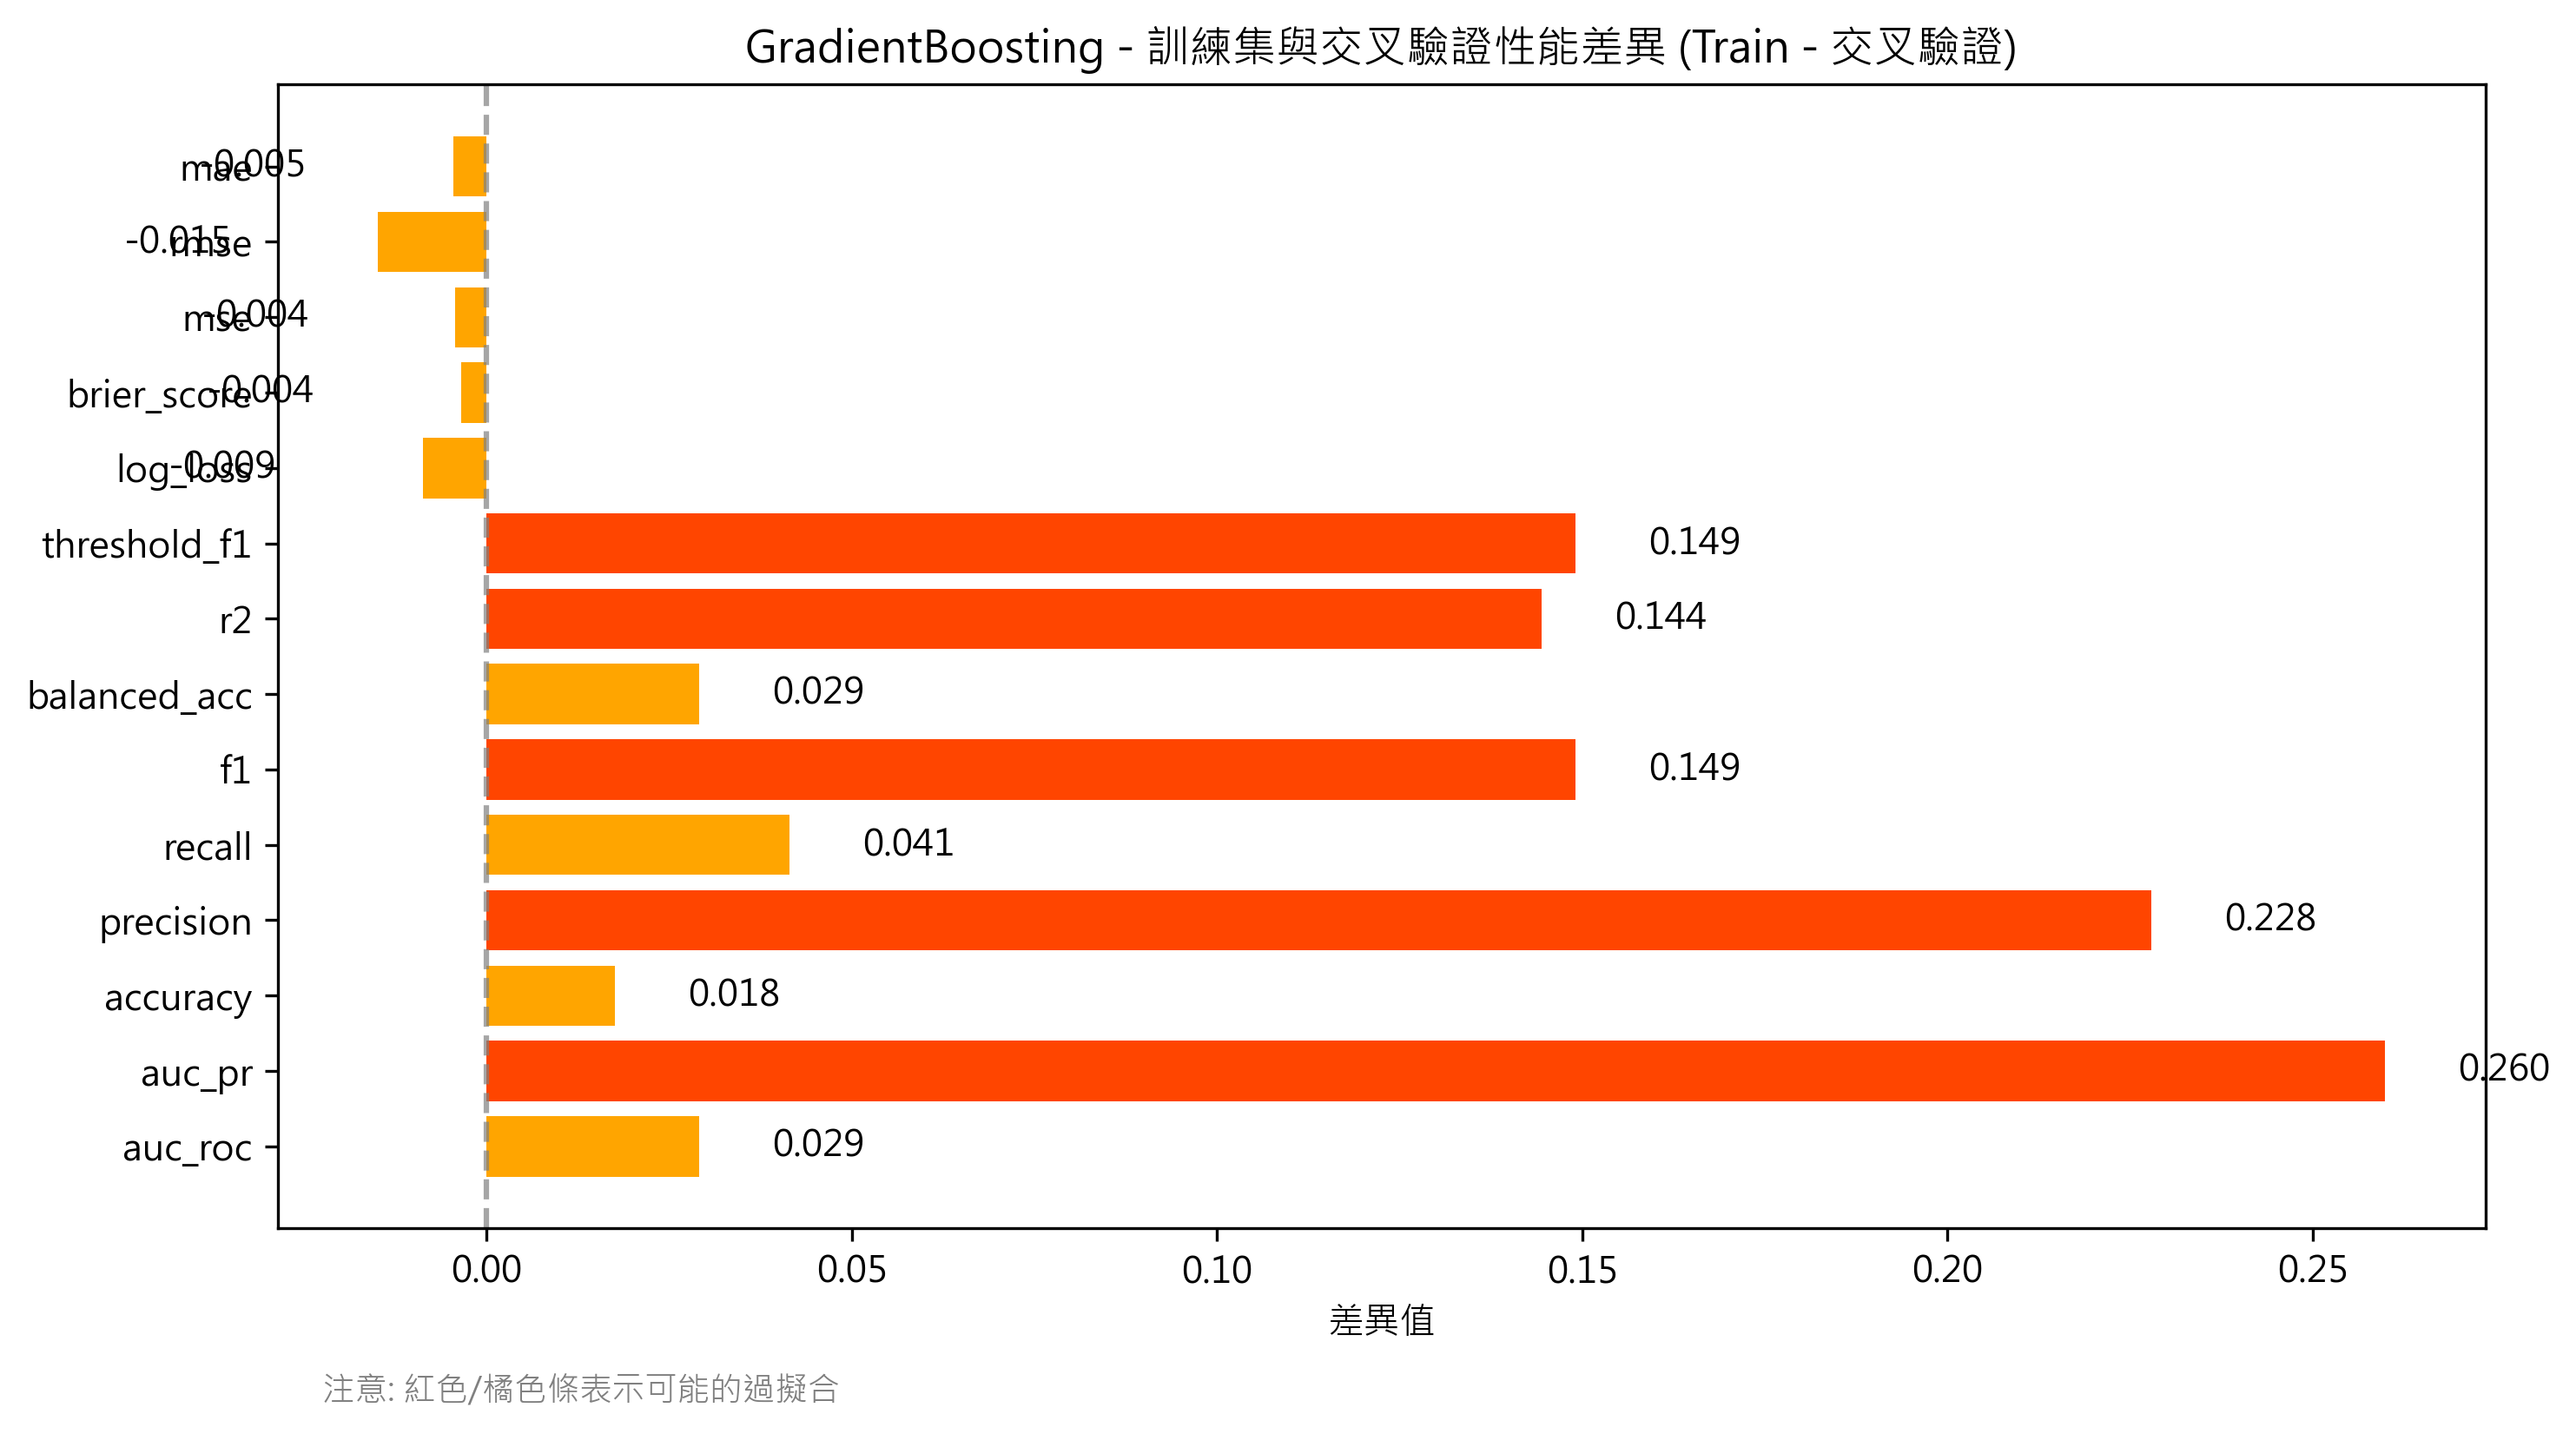 GradientBoosting - 訓練集與交叉驗證性能差異 (Train - 交叉驗證)
mae -0.005
rmse -0.015
mse -0.004
brier_score -0.004
log_loss -0.009
threshold_f1 0.149
r2 0.144
balanced_acc 0.029
f1 0.149
recall 0.041
precision 0.228
accuracy 0.018
auc_pr 0.260
auc_roc 0.029
0.00 0.05 0.10 0.15 0.20 0.25
差異值
注意: 紅色/橘色條表示可能的過擬合